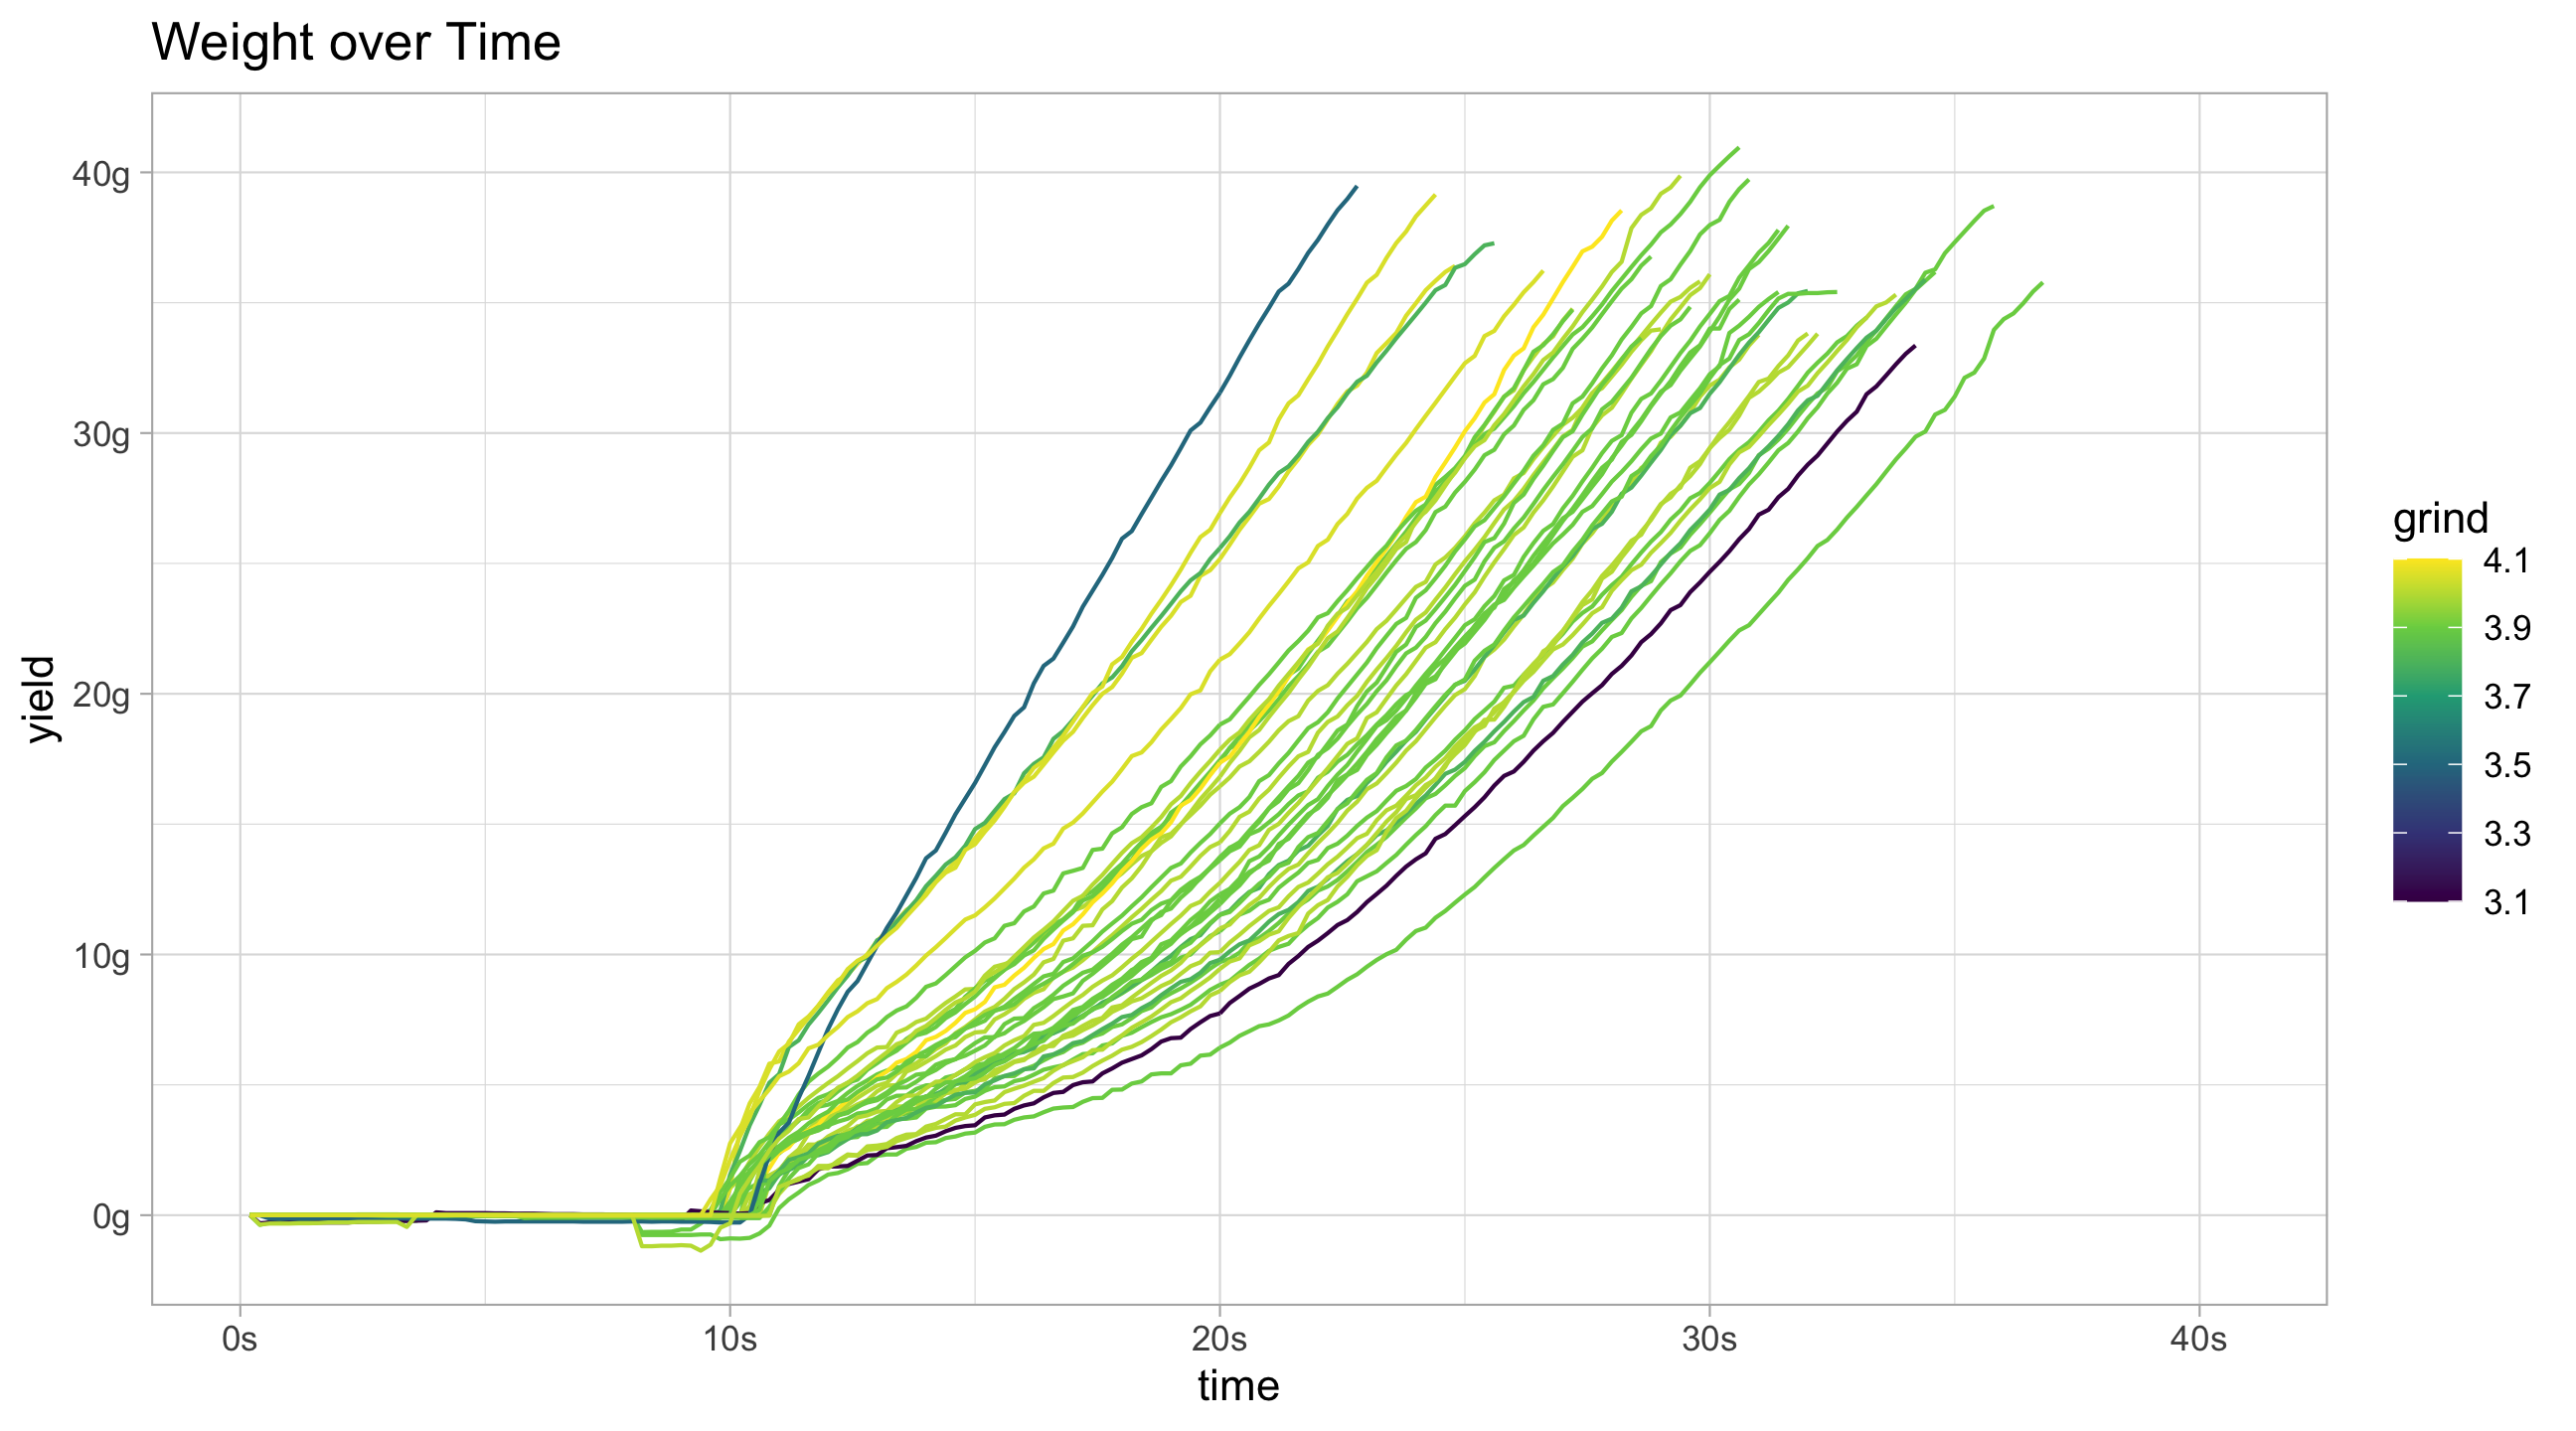 Weight over Time
40g
30g
20g
10g
0g
yield
0s 10s 20s 30s 40s
time
grind
4.1
3.9
3.7
3.5
3.3
3.1